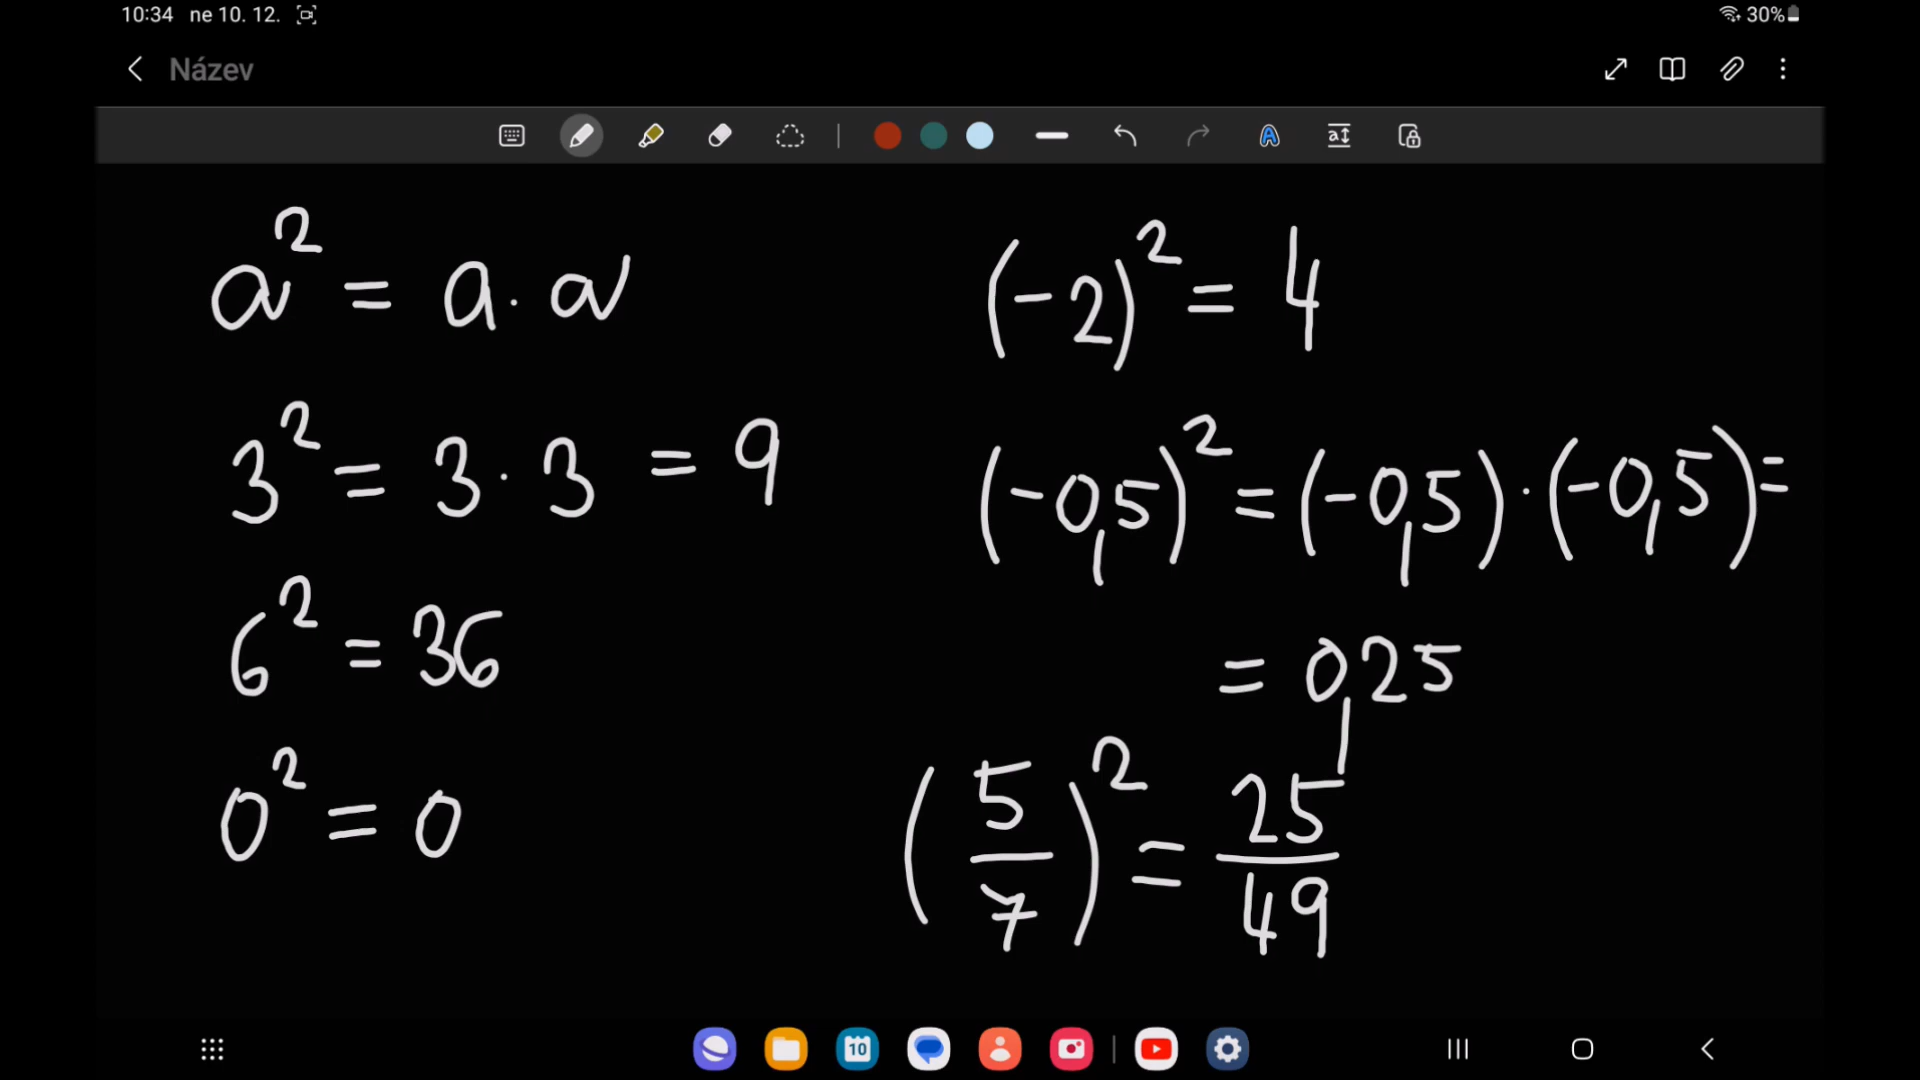 10:34 ne 10. 12. 30%
Název
a² = a · a
3² = 3 · 3 = 9
6² = 36
0² = 0
(-2)² = 4
(-0,5)² = (-0,5) · (-0,5) =
= 0,25
(5/7)² = 25/49
10